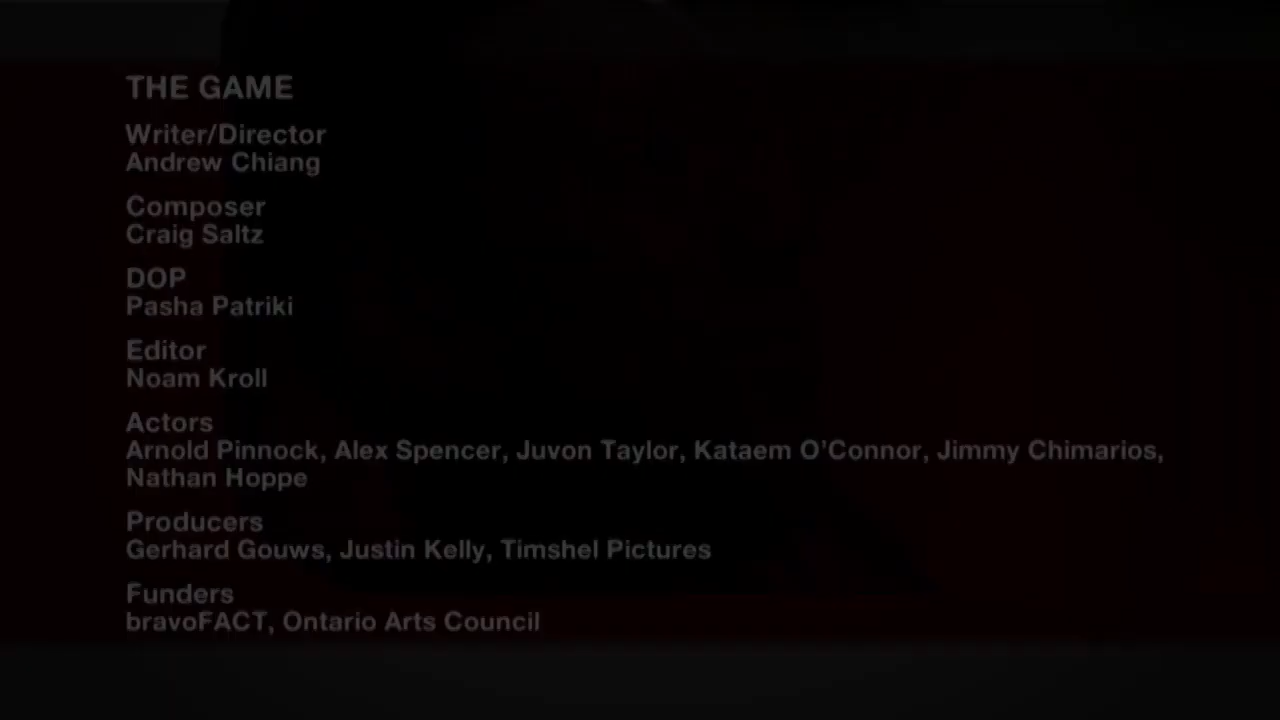 THE GAME
Writer/Director
Andrew Chiang
Composer
Craig Saltz
DOP
Pasha Patriki
Editor
Noam Kroll
Actors
Arnold Pinnock, Alex Spencer, Juvon Taylor, Kataem O'Connor, Jimmy Chimarios,
Nathan Hoppe
Producers
Gerhard Gouws, Justin Kelly, Timshel Pictures
Funders
bravoFACT, Ontario Arts Council